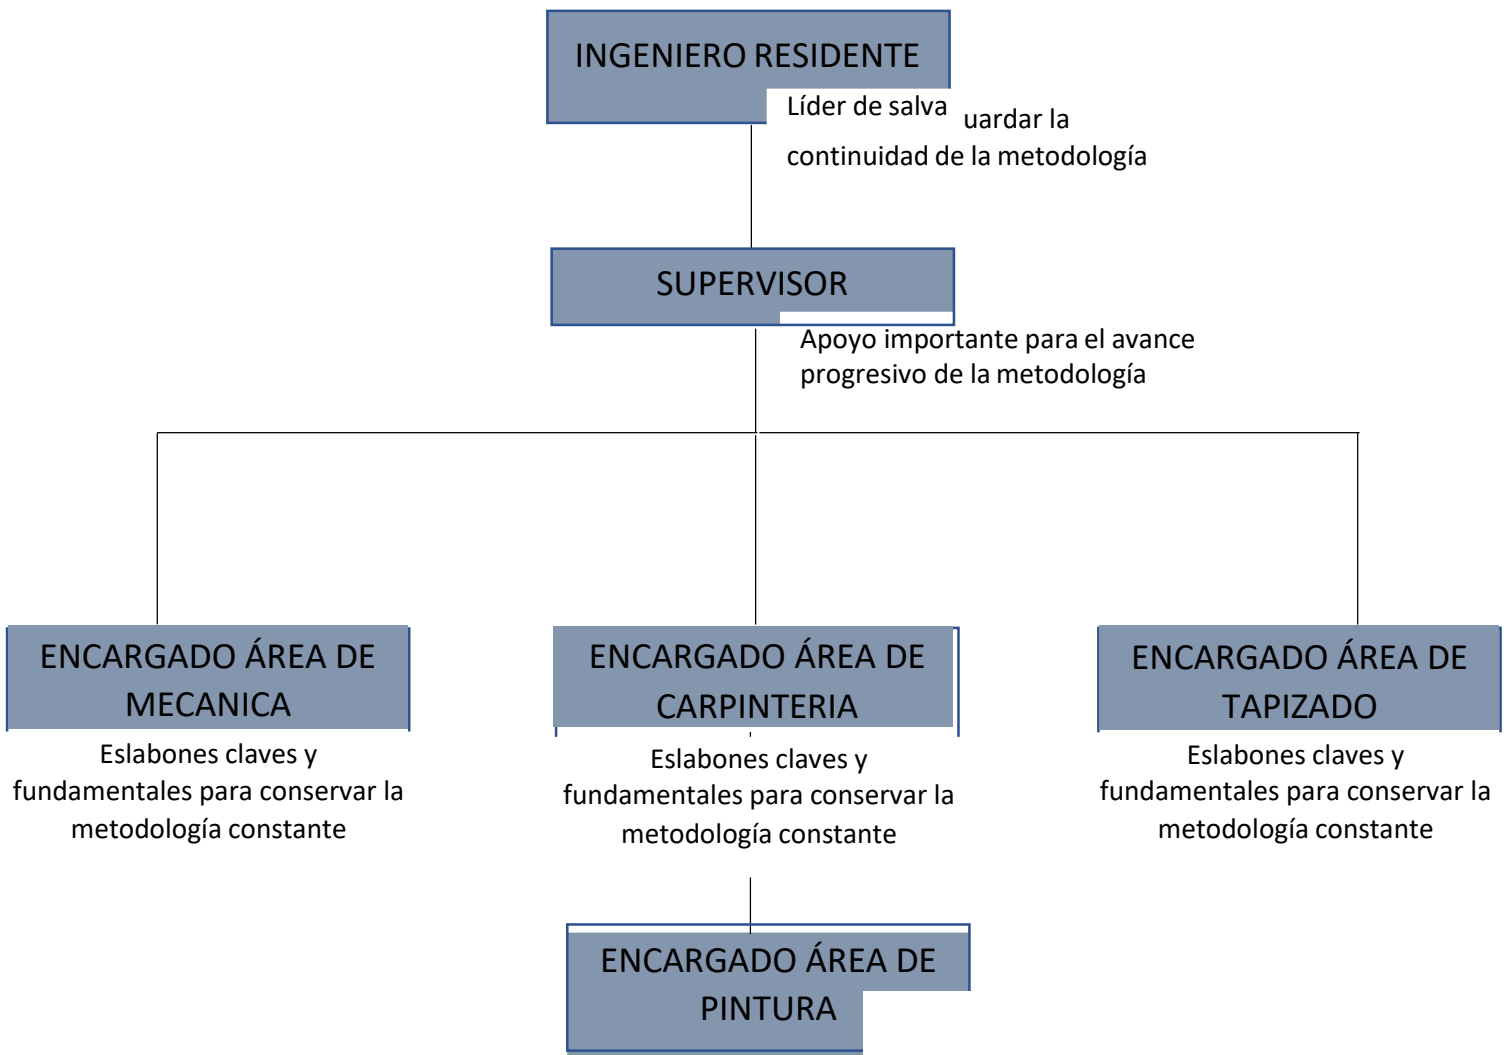 INGENIERO RESIDENTE
Líder de salva uardar la
continuidad de la metodología
SUPERVISOR
Apoyo importante para el avance
progresivo de la metodología
ENCARGADO ÁREA DE
MECANICA
Eslabones claves y
fundamentales para conservar la
metodología constante
ENCARGADO ÁREA DE
CARPINTERIA
Eslabones claves y
fundamentales para conservar la
metodología constante
ENCARGADO ÁREA DE
TAPIZADO
Eslabones claves y
fundamentales para conservar la
metodología constante
ENCARGADO ÁREA DE
PINTURA